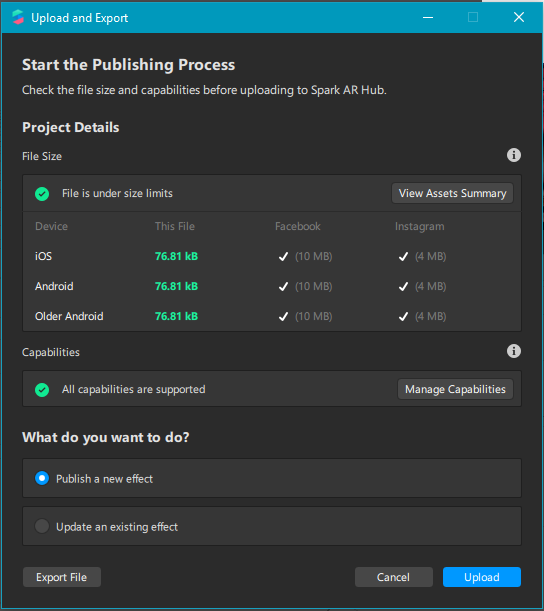 Upload and Export
Start the Publishing Process
Check the file size and capabilities before uploading to Spark AR Hub.
Project Details
File Size
File is under size limits View Assets Summary
Device This File Facebook Instagram
iOS 76.81 kB (10 MB) (4 MB)
Android 76.81 kB (10 MB) (4 MB)
Older Android 76.81 kB (10 MB) (4 MB)
Capabilities
All capabilities are supported Manage Capabilities
What do you want to do?
Publish a new effect
Update an existing effect
Export File Cancel Upload